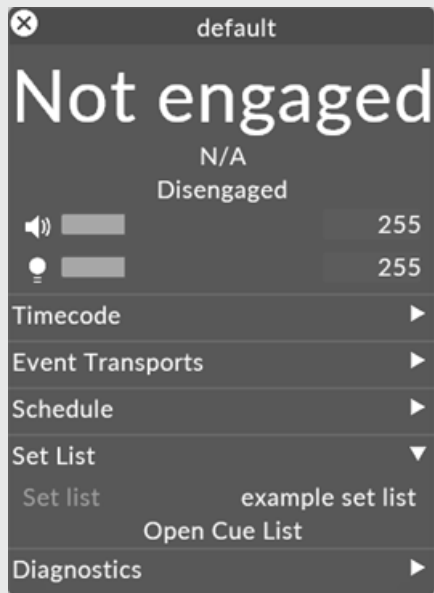 default
Not engaged
N/A
Disengaged
255
255
Timecode
Event Transports
Schedule
Set List
Set list example set list
Open Cue List
Diagnostics